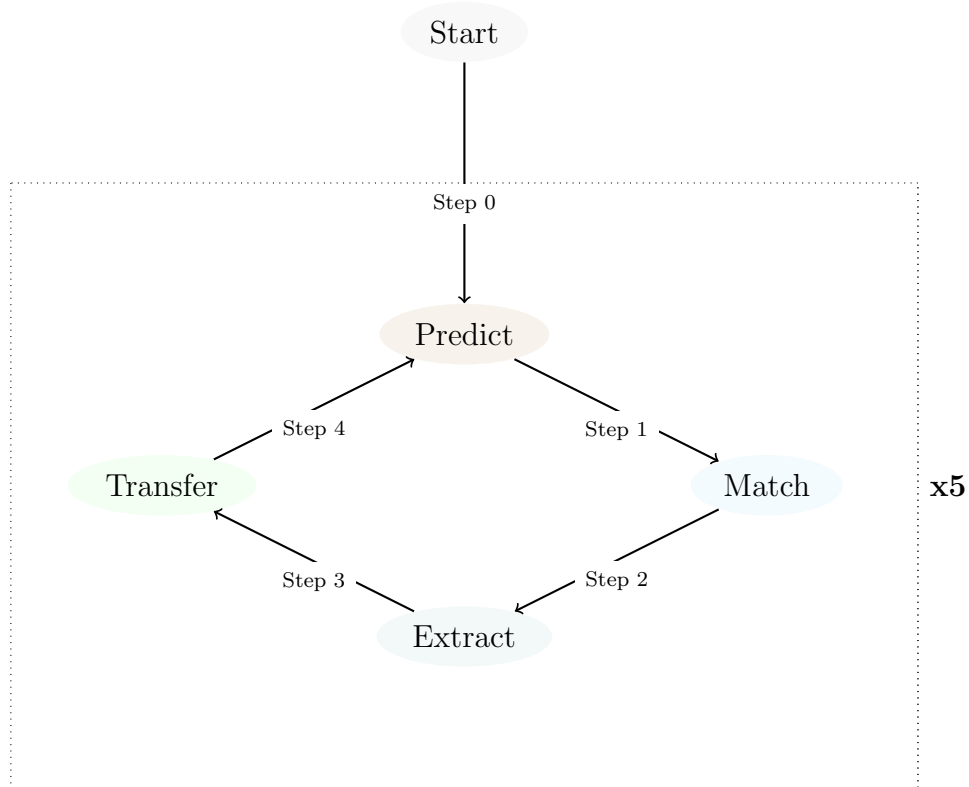 Start
Step 0
Predict
Step 4
Step 1
Transfer
Match
x5
Step 3
Step 2
Extract